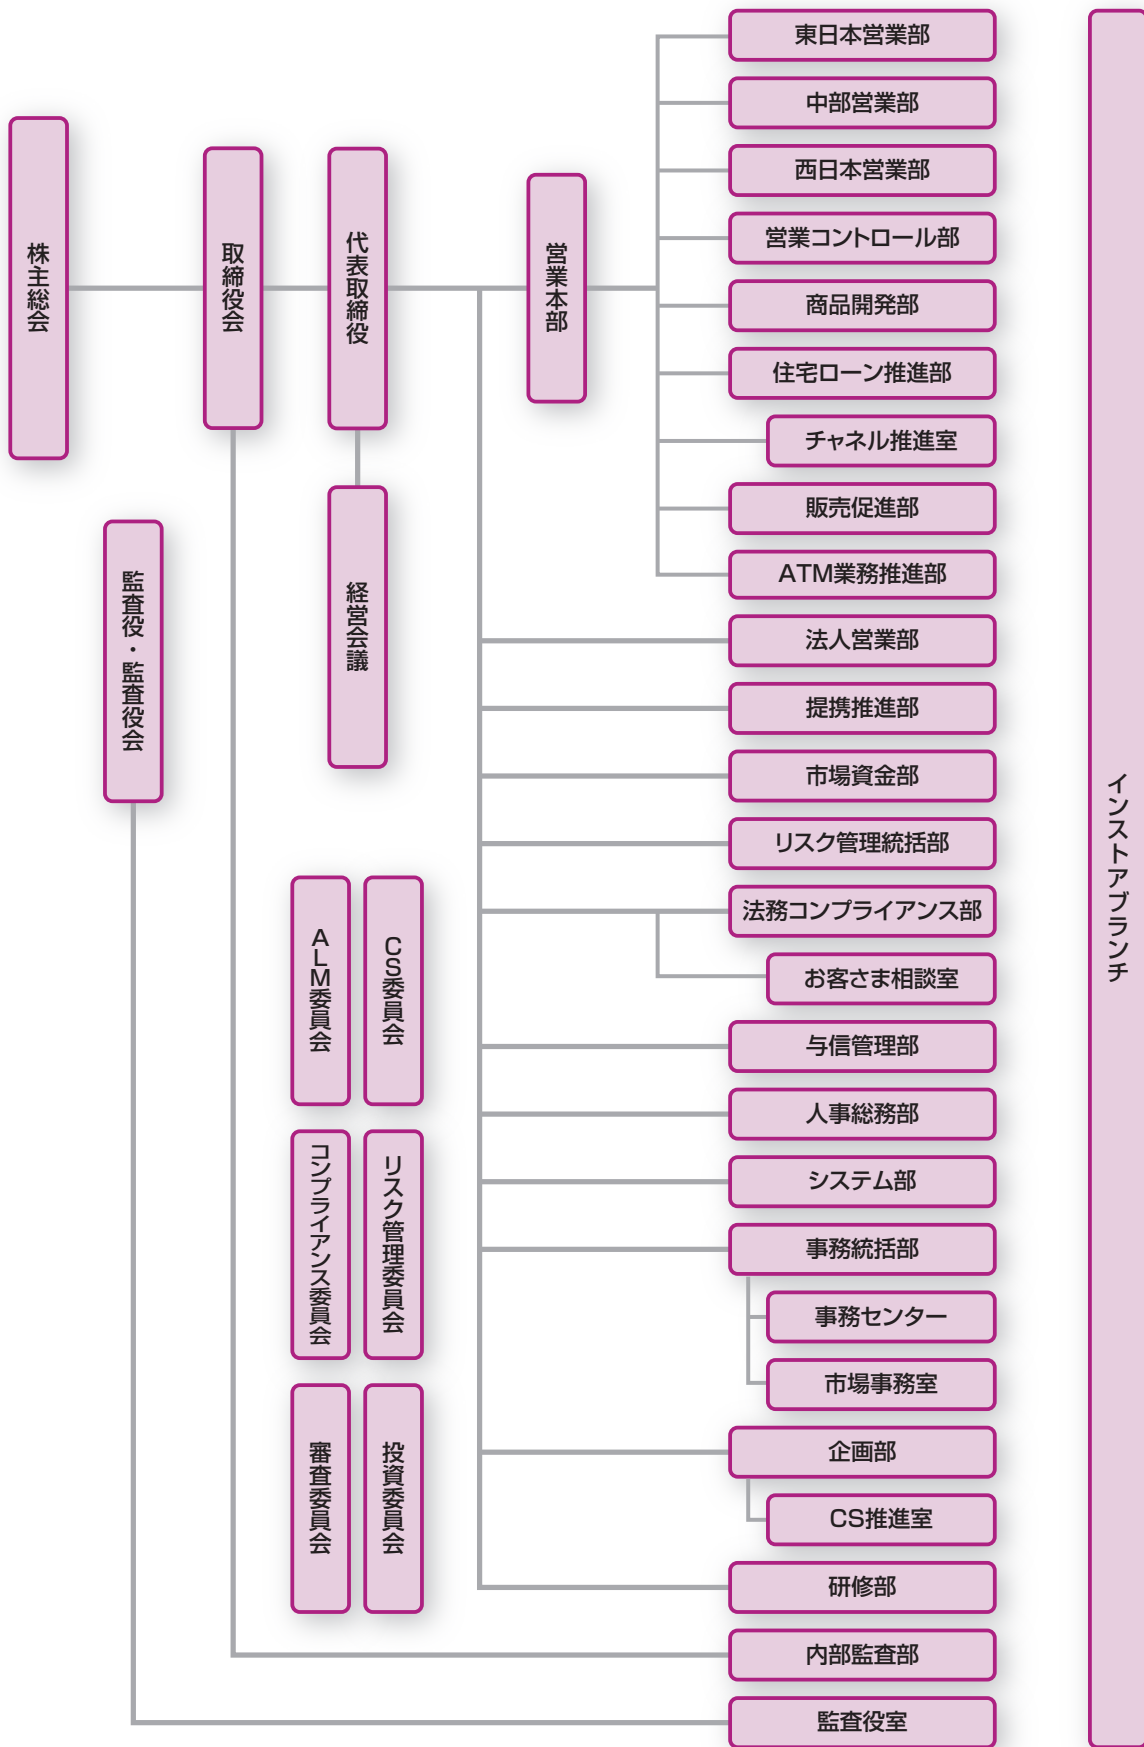 株主総会
取締役会
代表取締役
経営会議
監査役・監査役会
営業本部
東日本営業部
中部営業部
西日本営業部
営業コントロール部
商品開発部
住宅ローン推進部
チャネル推進室
販売促進部
ATM業務推進部
法人営業部
提携推進部
市場資金部
リスク管理統括部
法務コンプライアンス部
お客さま相談室
与信管理部
人事総務部
システム部
事務統括部
事務センター
市場事務室
企画部
CS推進室
研修部
内部監査部
監査役室
ALM委員会
CS委員会
コンプライアンス委員会
リスク管理委員会
審査委員会
投資委員会
インストアブランチ